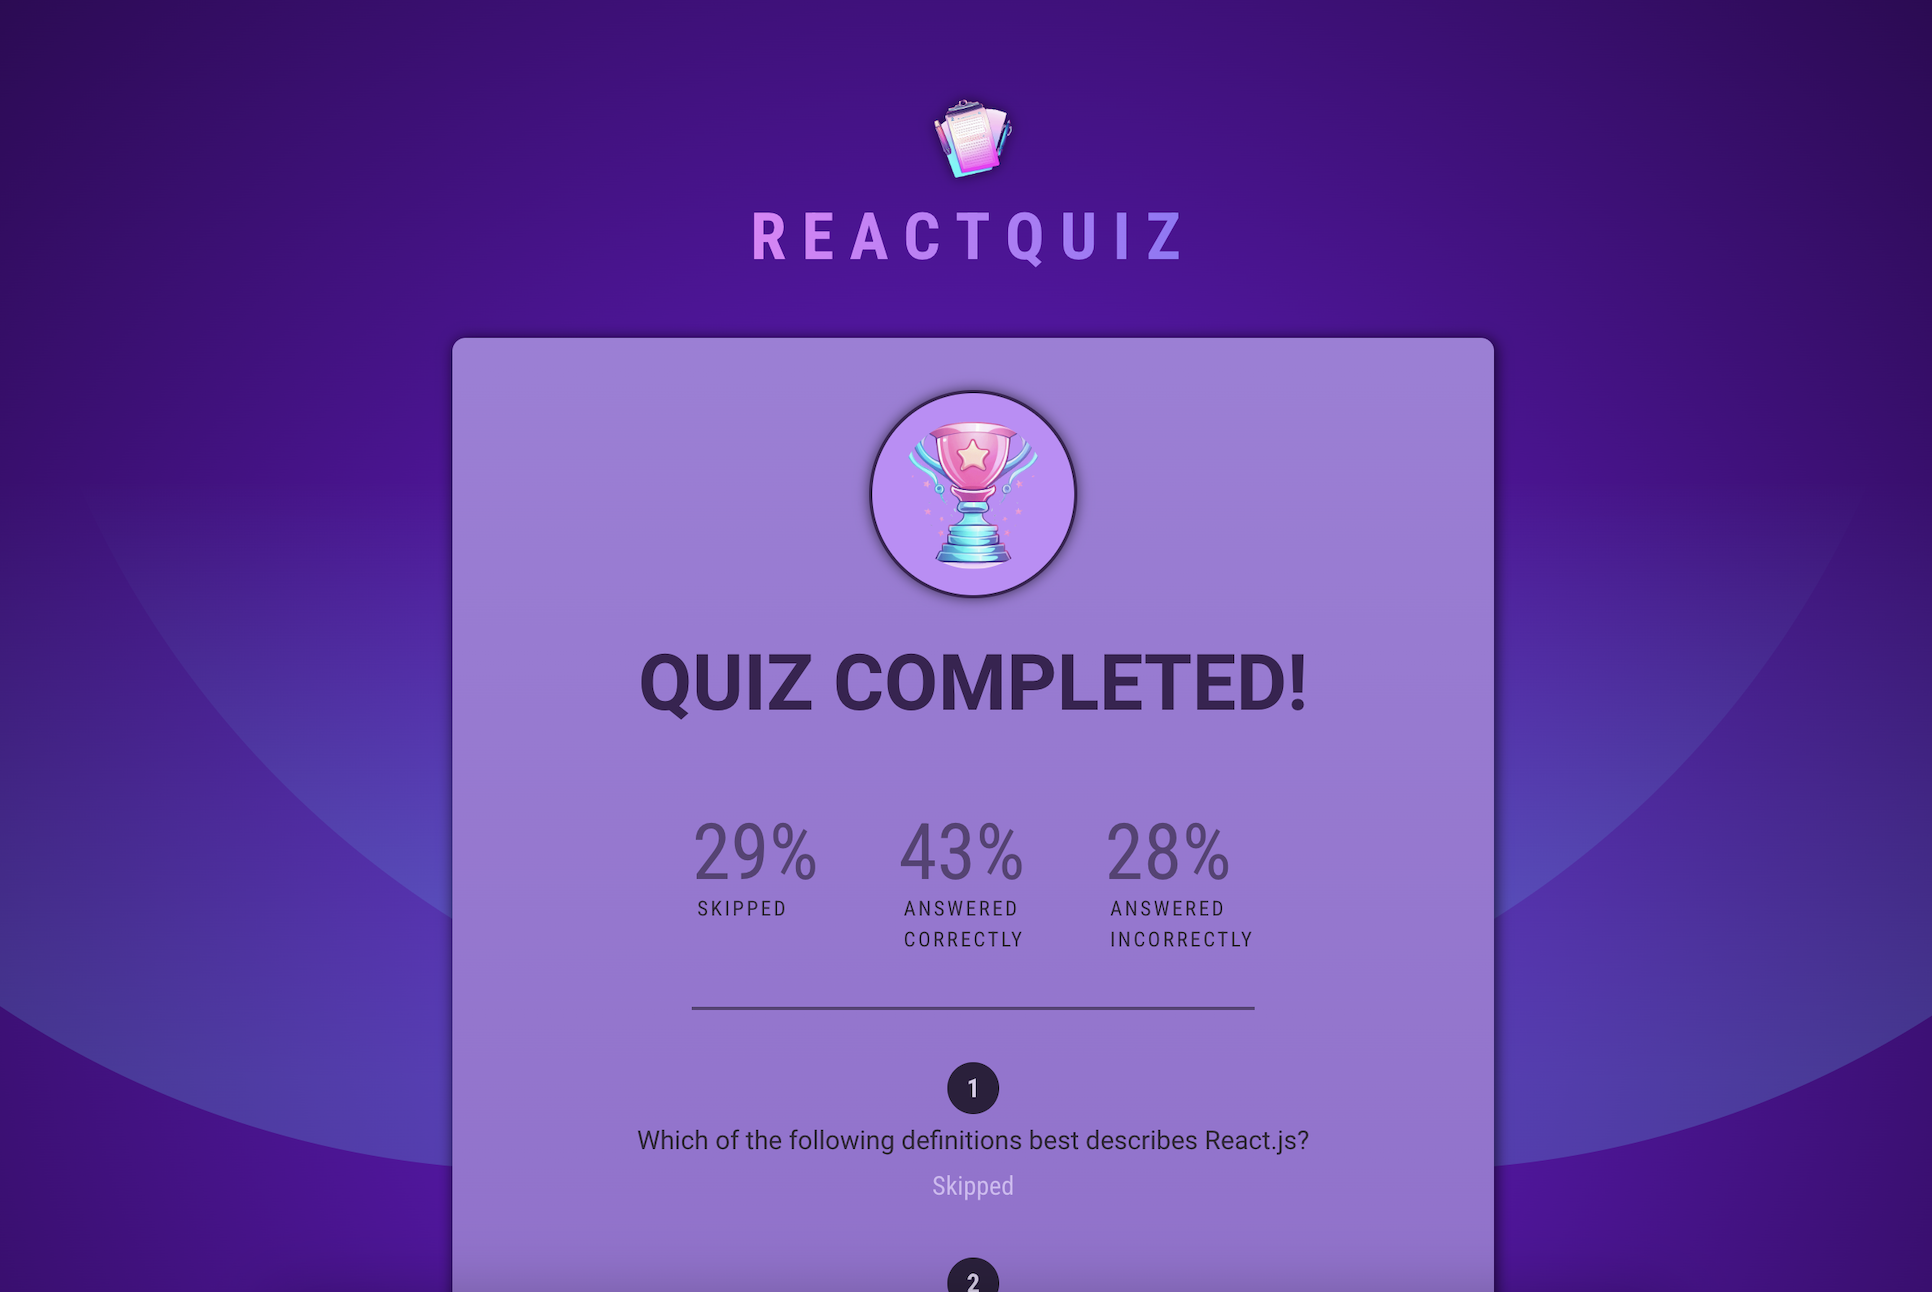 REACTQUIZ
QUIZ COMPLETED!
29% 43% 28%
SKIPPED ANSWERED ANSWERED
CORRECTLY INCORRECTLY
1
Which of the following definitions best describes React.js?
Skipped
2